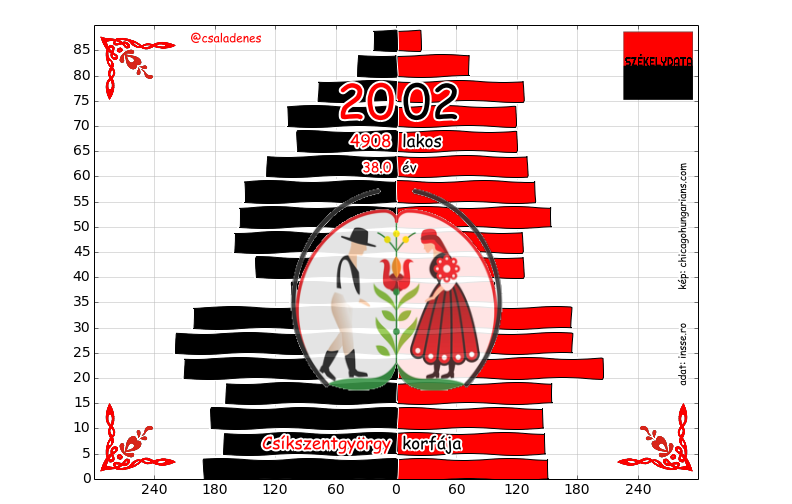 @csaladenes
SZÉKELYDATA
2002
4908 lakos
38.0 év
kép: chicagohungarians.com
adat: insse.ro
Csíkszentgyörgy korfája
85
80
75
70
65
60
55
50
45
40
35
30
25
20
15
10
5
0
240 180 120 60 0 60 120 180 240